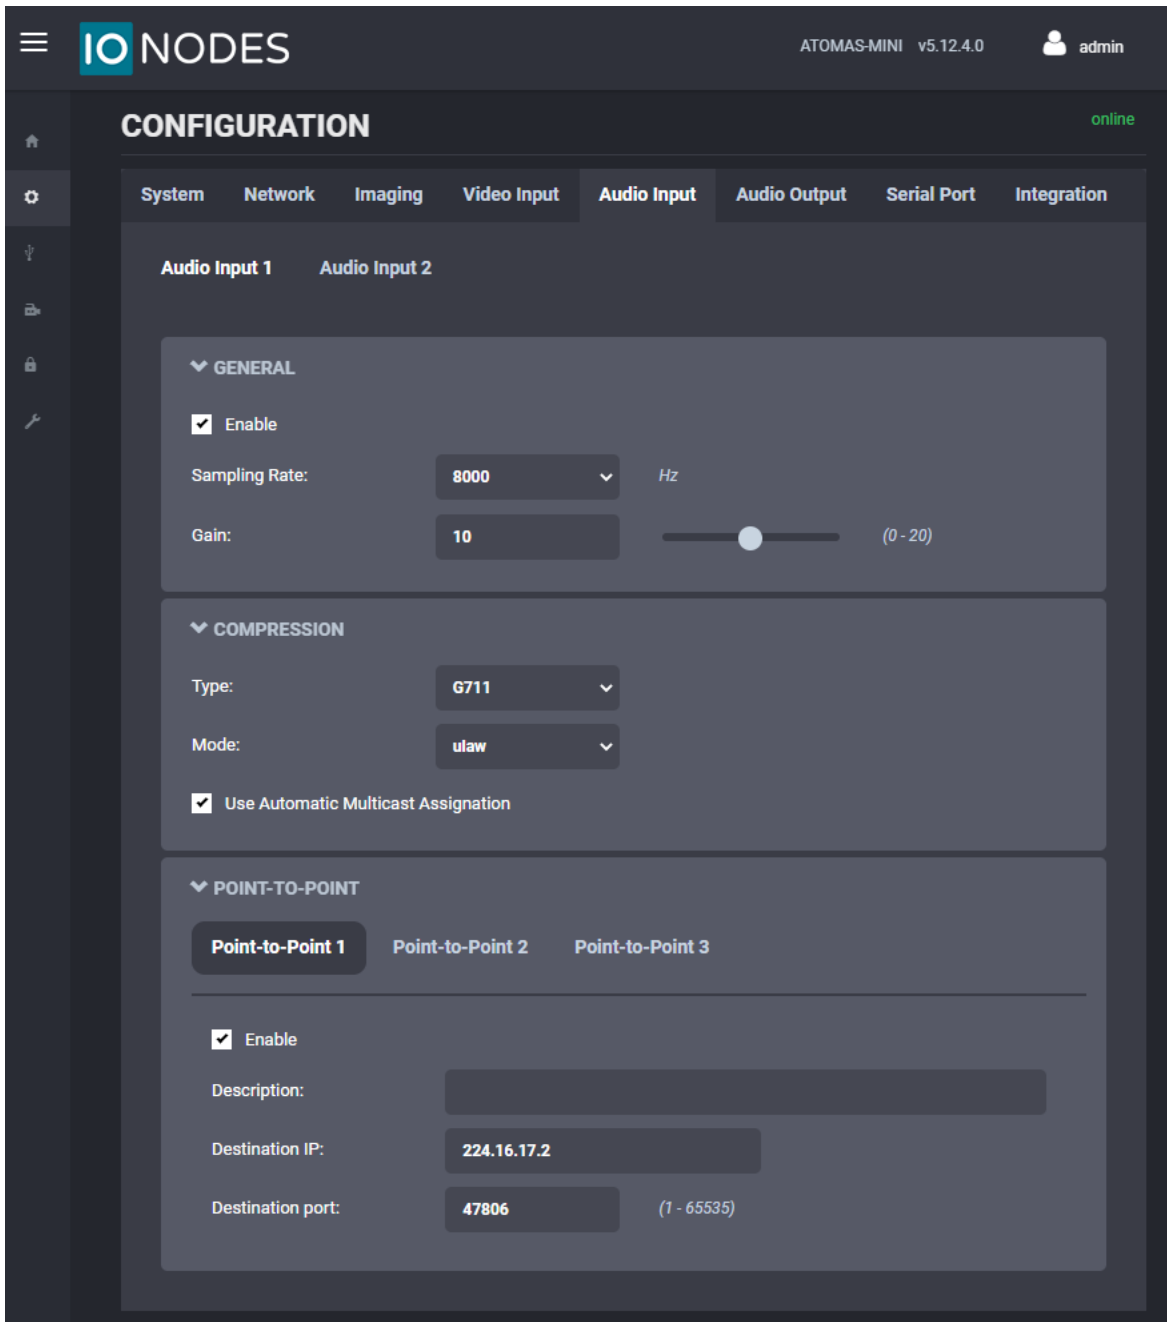 IONODES
ATOMAS-MINI v5.12.4.0 admin
CONFIGURATION
online
System Network Imaging Video Input Audio Input Audio Output Serial Port Integration
Audio Input 1 Audio Input 2
GENERAL
Enable
Sampling Rate: 8000 Hz
Gain: 10 (0 - 20)
COMPRESSION
Type: G711
Mode: ulaw
Use Automatic Multicast Assignation
POINT-TO-POINT
Point-to-Point 1 Point-to-Point 2 Point-to-Point 3
Enable
Description:
Destination IP: 224.16.17.2
Destination port: 47806 (1 - 65535)